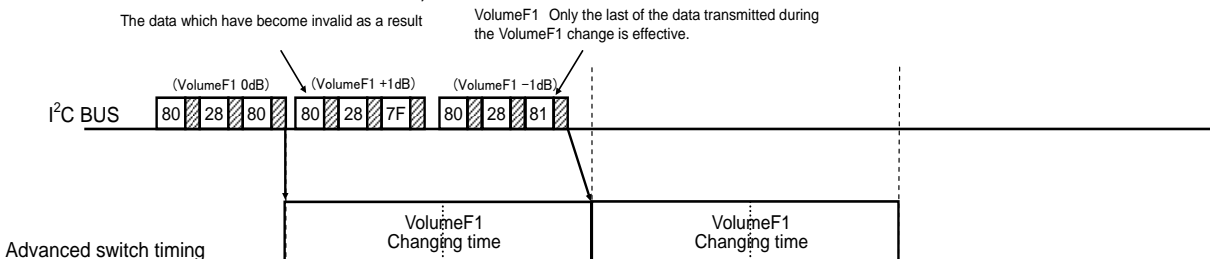 The data which have become invalid as a result
VolumeF1 Only the last of the data transmitted during
the VolumeF1 change is effective.
(VolumeF1 0dB) (VolumeF1 +1dB) (VolumeF1 −1dB)
I²C BUS 80 28 80 80 28 7F 80 28 81
VolumeF1
Changing time
VolumeF1
Changing time
Advanced switch timing